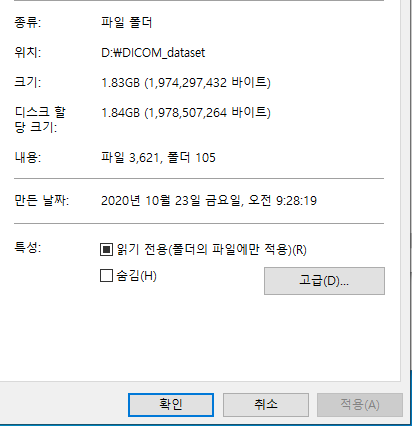 종류: 파일 폴더
위치: D:₩DICOM_dataset
크기: 1.83GB (1,974,297,432 바이트)
디스크 할 1.84GB (1,978,507,264 바이트)
당 크기:
내용: 파일 3,621, 폴더 105
만든 날짜: 2020년 10월 23일 금요일, 오전 9:28:19
특성: 읽기 전용(폴더의 파일에만 적용)(R)
숨김(H)
고급(D)...
확인 취소 적용(A)